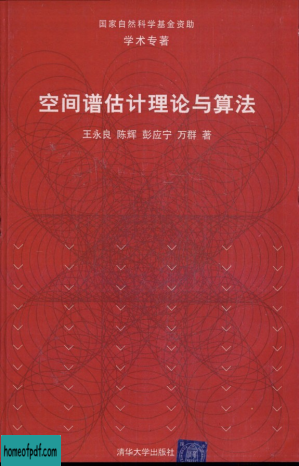 国家自然科学基金资助
学术专著
空间谱估计理论与算法
王永良 陈辉 彭应宁 万群 著
清华大学出版社
homeofpdf.com